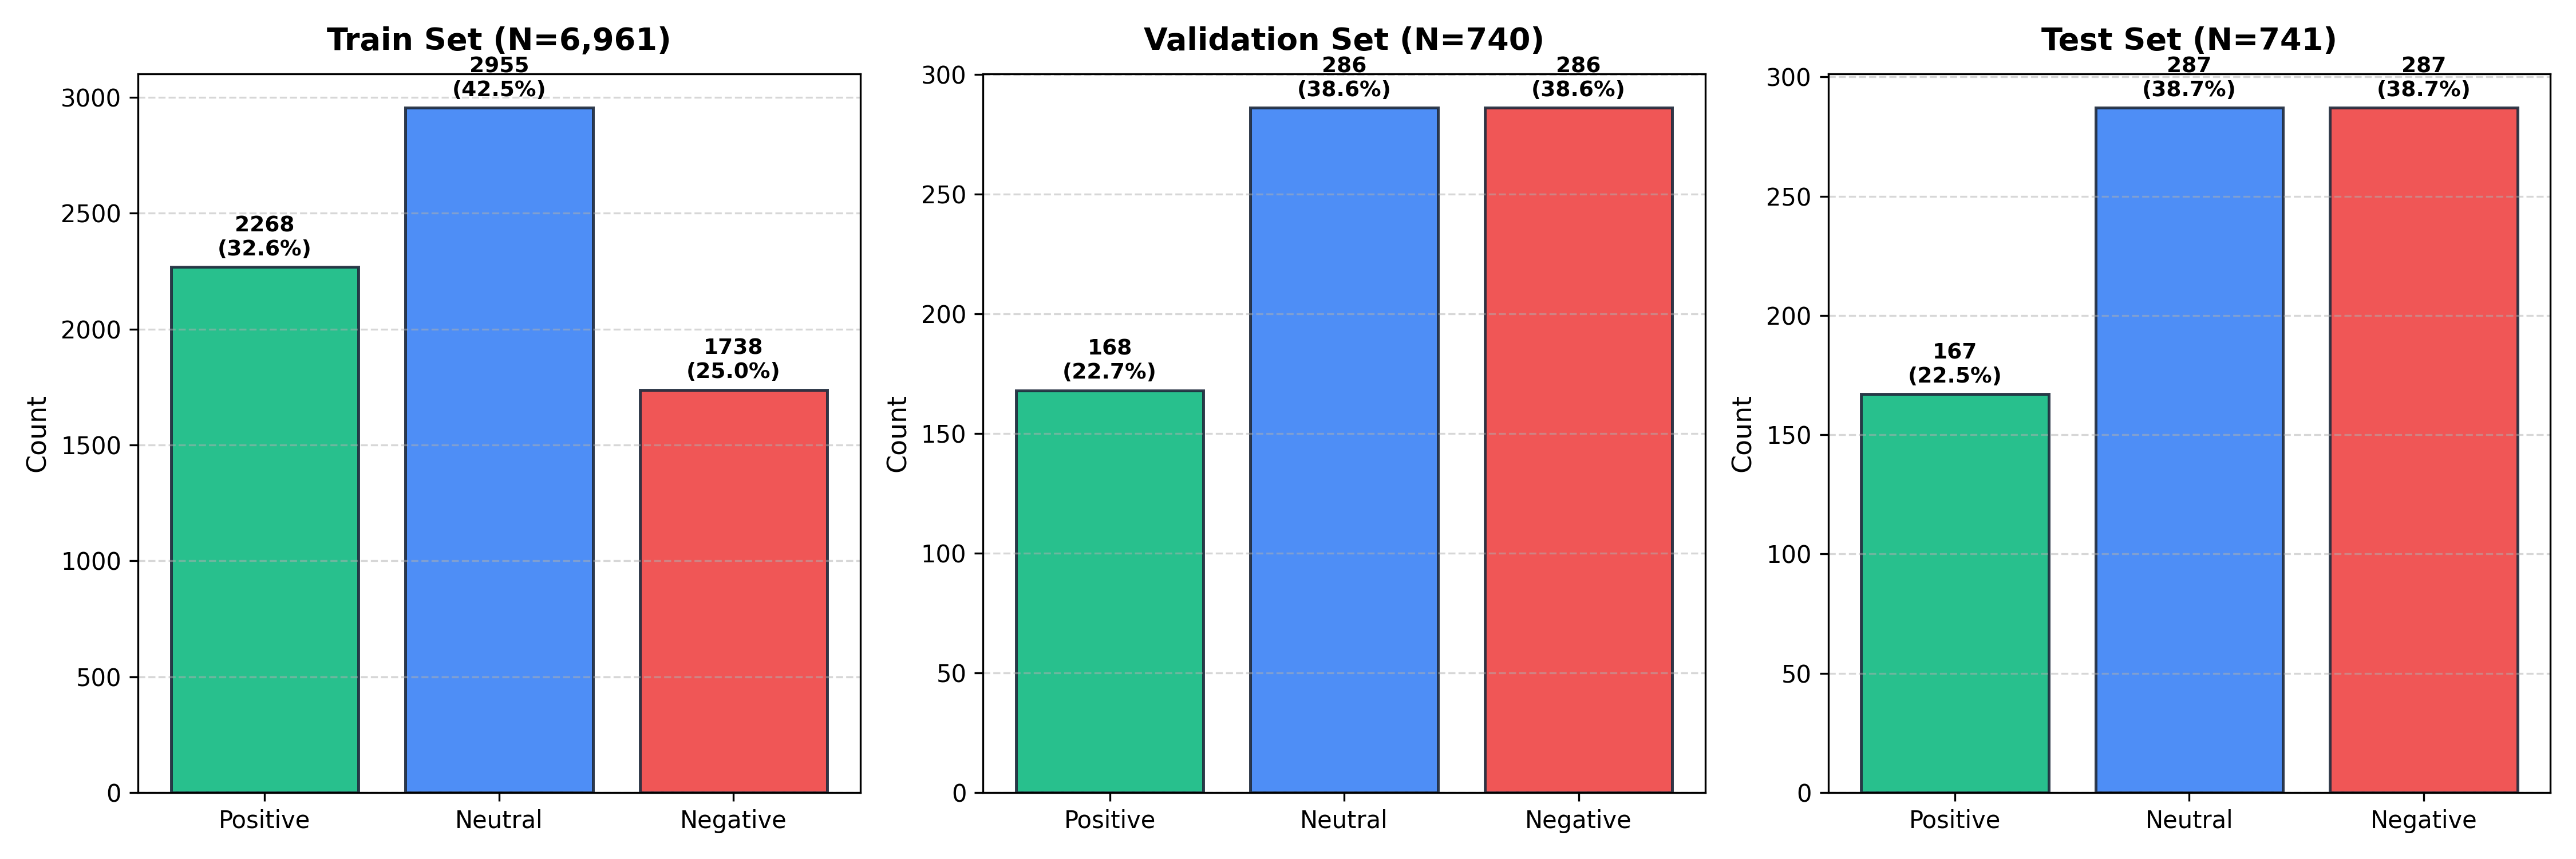 Train Set (N=6,961)
2955
(42.5%)
3000
2500
2268
(32.6%)
2000
1738
(25.0%)
1500
1000
500
0
Count
Positive
Neutral
Negative
Validation Set (N=740)
286
(38.6%)
286
(38.6%)
300
250
200
168
(22.7%)
150
100
50
0
Count
Positive
Neutral
Negative
Test Set (N=741)
287
(38.7%)
287
(38.7%)
300
250
200
167
(22.5%)
150
100
50
0
Count
Positive
Neutral
Negative